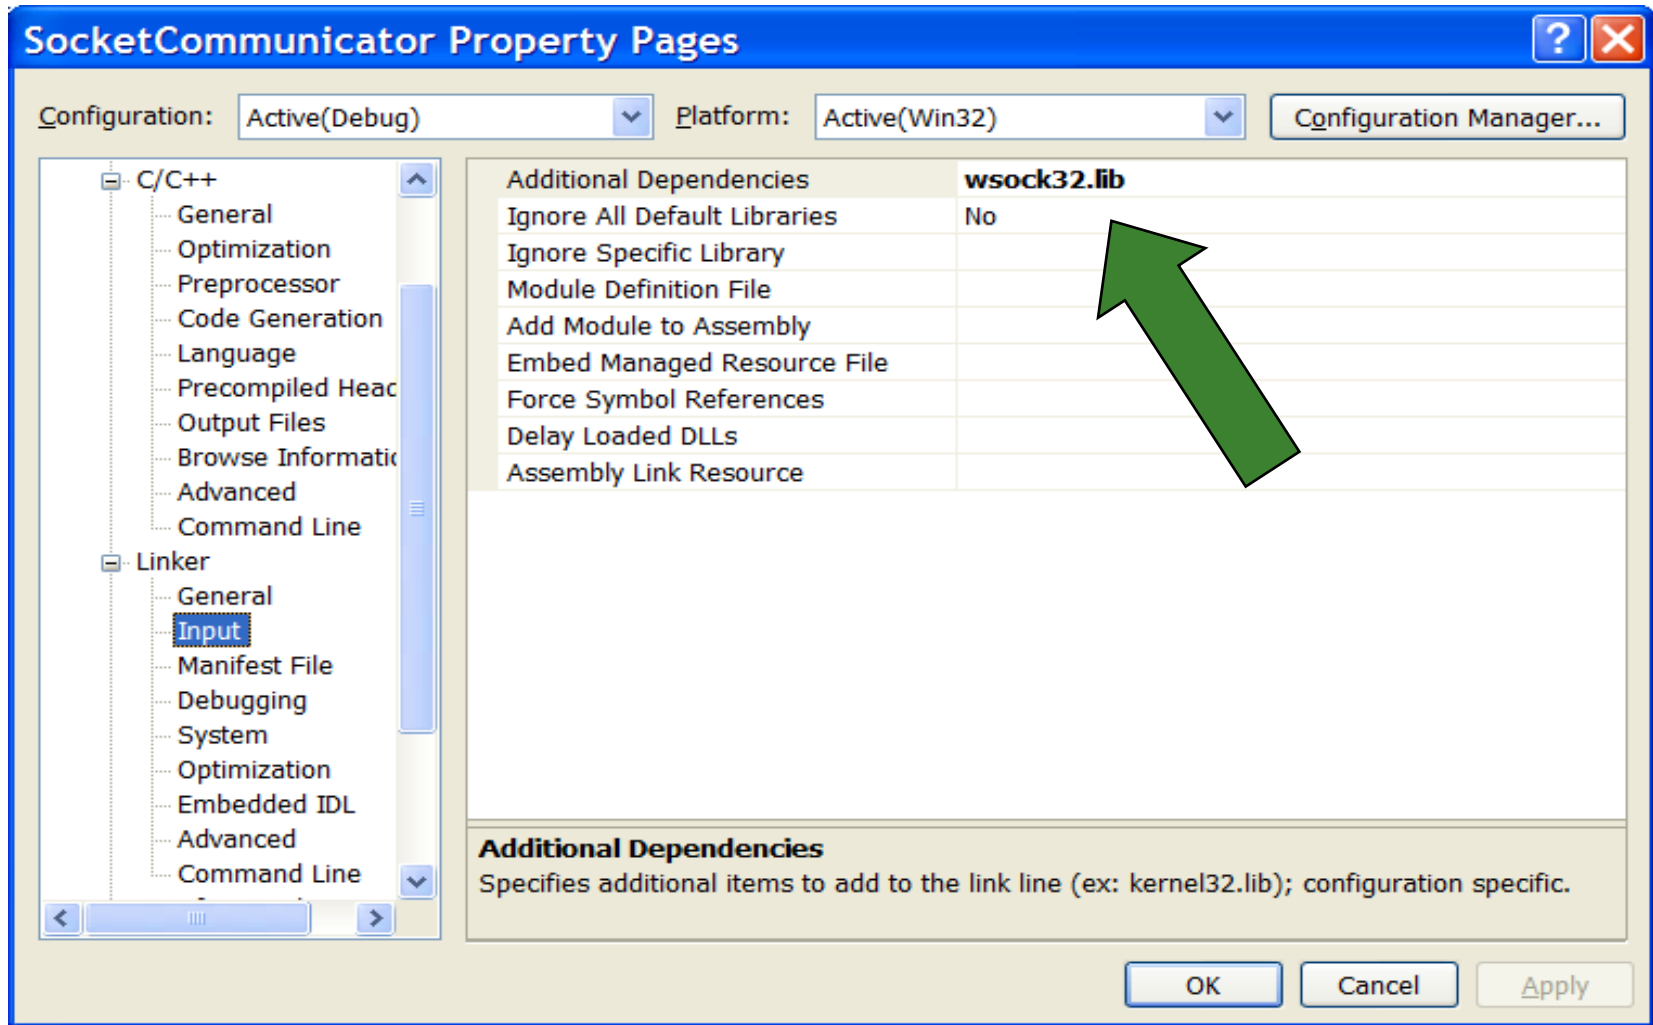 SocketCommunicator Property Pages
Configuration: Active(Debug) Platform: Active(Win32) Configuration Manager...
C/C++
General
Optimization
Preprocessor
Code Generation
Language
Precompiled Heac
Output Files
Browse Informatic
Advanced
Command Line
Linker
General
Input
Manifest File
Debugging
System
Optimization
Embedded IDL
Advanced
Command Line
Additional Dependencies wsock32.lib
Ignore All Default Libraries No
Ignore Specific Library
Module Definition File
Add Module to Assembly
Embed Managed Resource File
Force Symbol References
Delay Loaded DLLs
Assembly Link Resource
Additional Dependencies
Specifies additional items to add to the link line (ex: kernel32.lib); configuration specific.
OK Cancel Apply